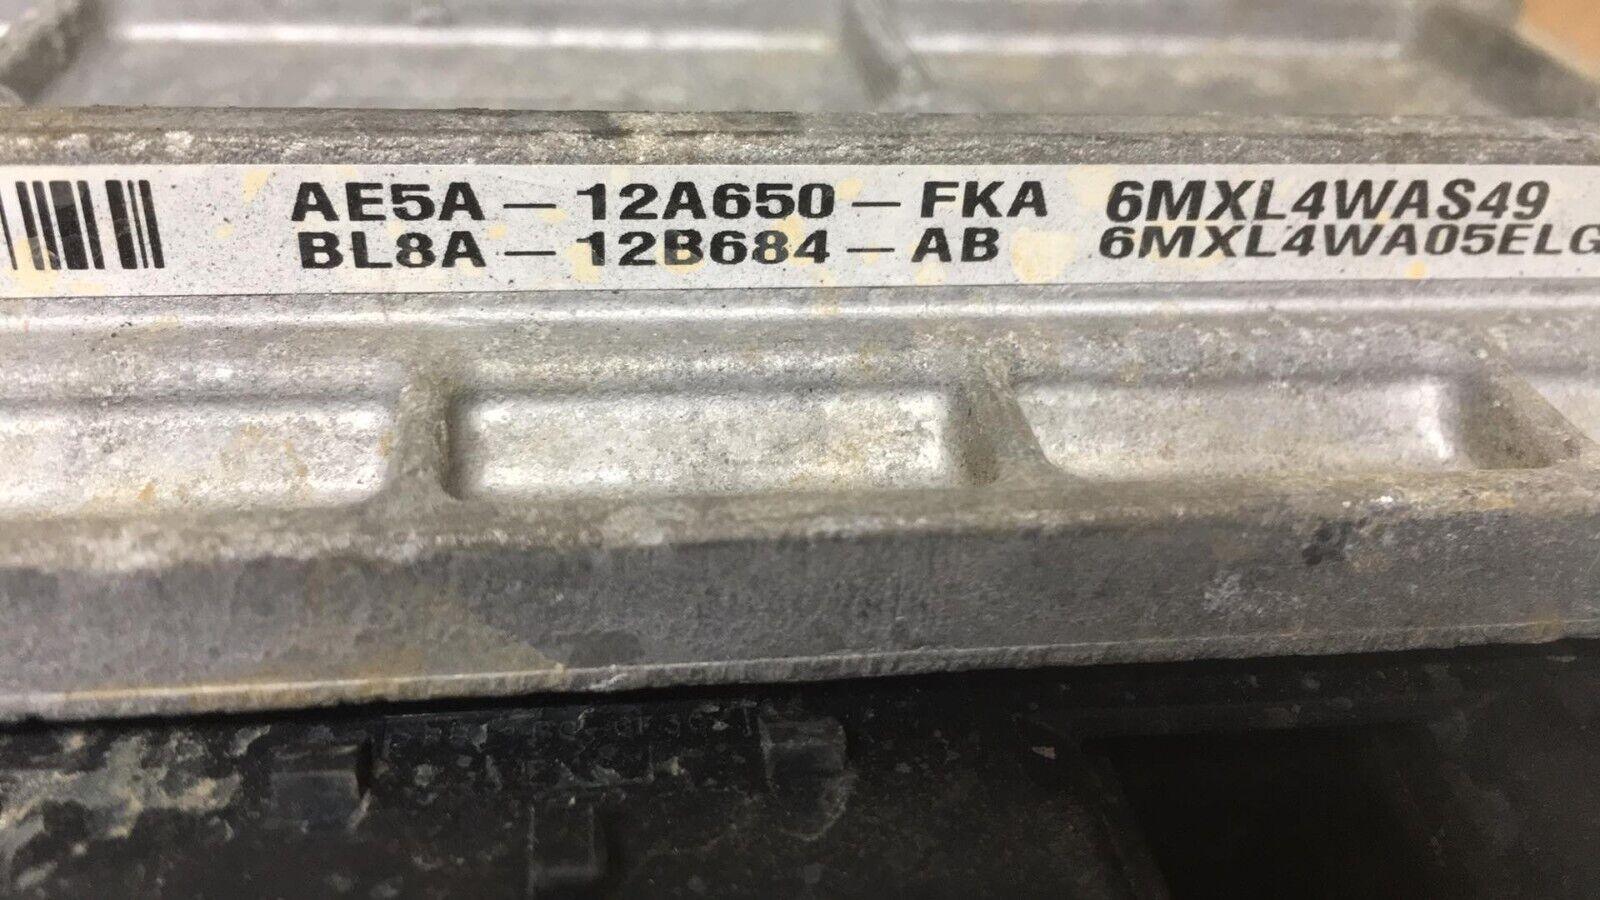 AE5A - 12A650 - FKA 6MXL4WAS49
BL8A - 12B684 - AB 6MXL4WA05ELG